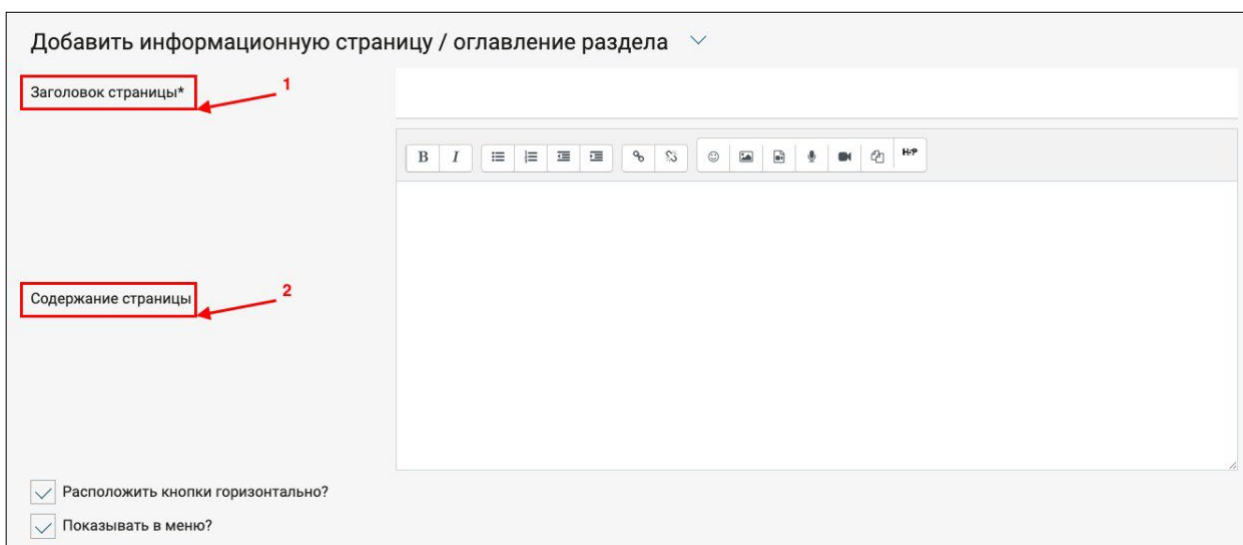 Добавить информационную страницу / оглавление раздела
Заголовок страницы*
1
B I
H-P
Содержание страницы
2
Расположить кнопки горизонтально?
Показывать в меню?